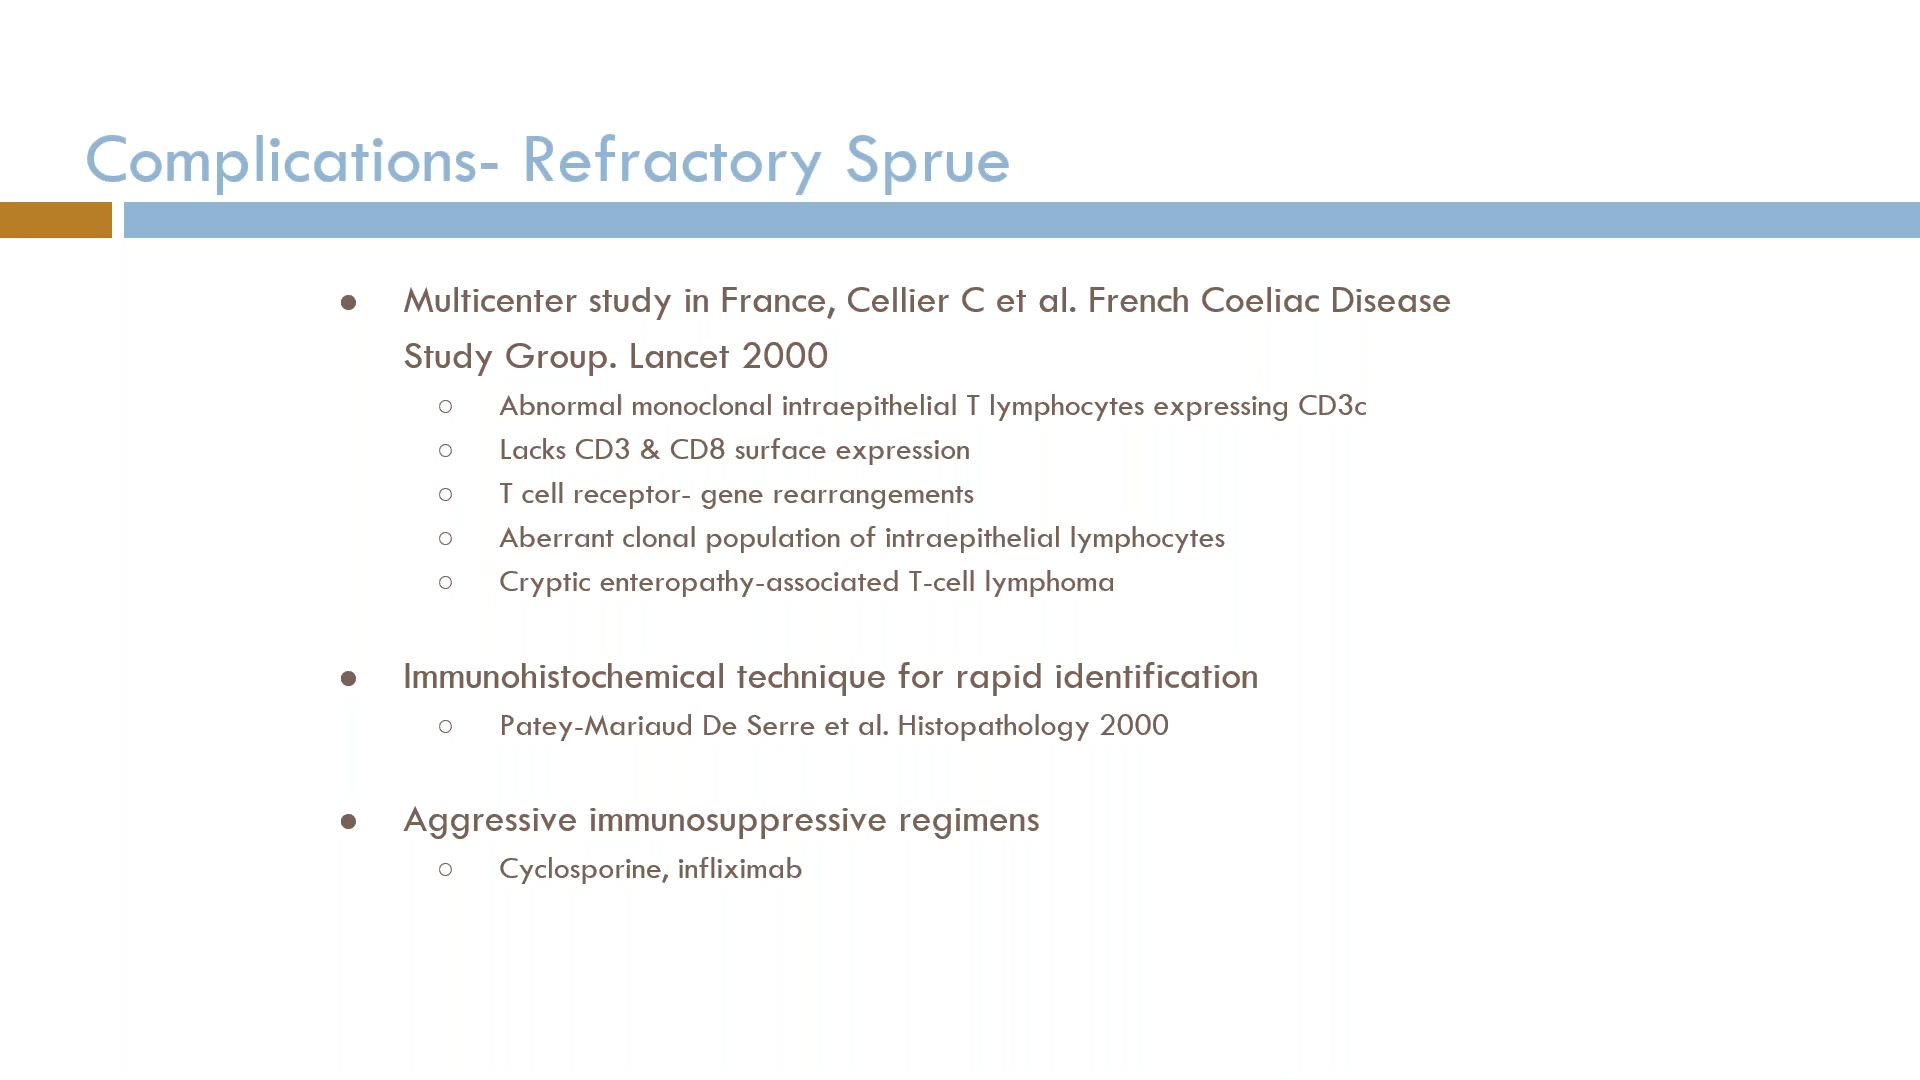 Complications- Refractory Sprue
● Multicenter study in France, Cellier C et al. French Coeliac Disease
Study Group. Lancet 2000
○ Abnormal monoclonal intraepithelial T lymphocytes expressing CD3c
○ Lacks CD3 & CD8 surface expression
○ T cell receptor- gene rearrangements
○ Aberrant clonal population of intraepithelial lymphocytes
○ Cryptic enteropathy-associated T-cell lymphoma
● Immunohistochemical technique for rapid identification
○ Patey-Mariaud De Serre et al. Histopathology 2000
● Aggressive immunosuppressive regimens
○ Cyclosporine, infliximab